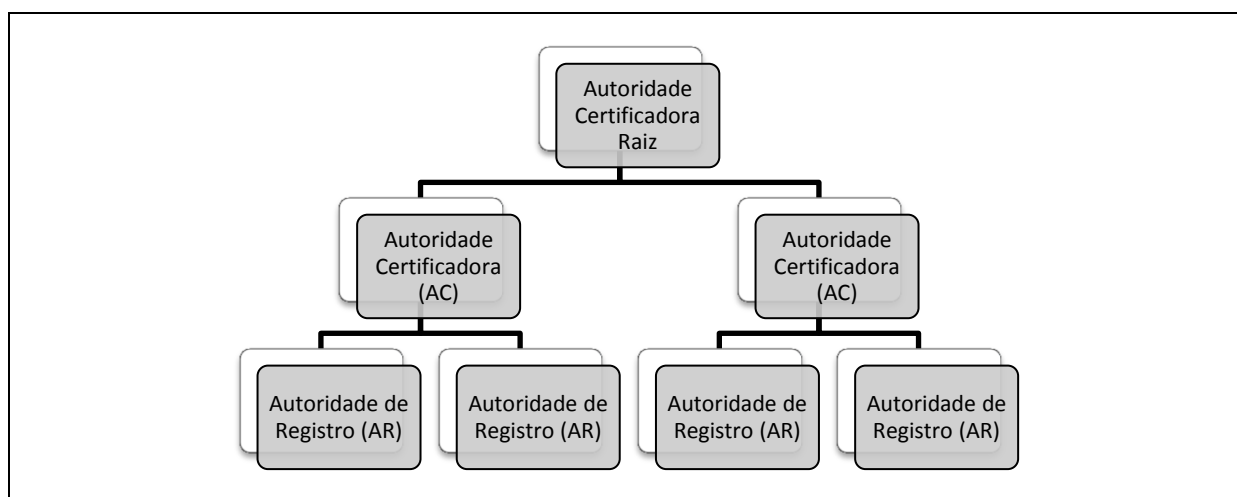 Autoridade
Certificadora
Raiz
Autoridade
Certificadora
(AC)
Autoridade
Certificadora
(AC)
Autoridade de
Registro (AR)
Autoridade de
Registro (AR)
Autoridade de
Registro (AR)
Autoridade de
Registro (AR)